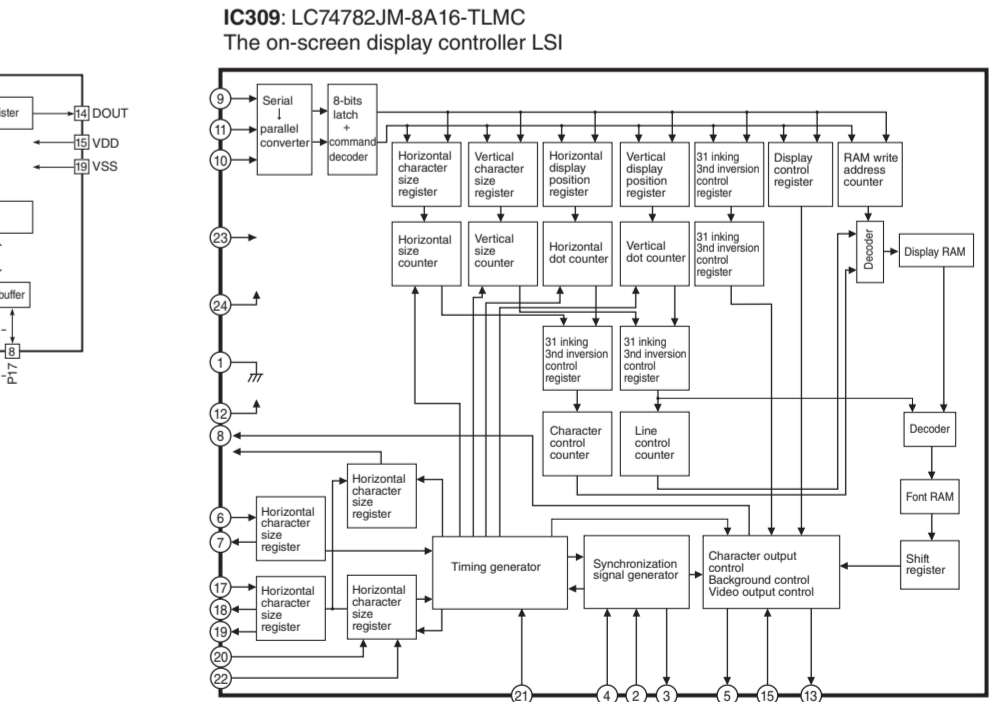 IC309: LC74782JM-8A16-TLMC
The on-screen display controller LSI
ister
14 DOUT
15 VDD
19 VSS
buffer
8
P17
9
11
10
23
24
1
12
8
6
7
17
18
19
20
22
Serial
↓
parallel
converter
8-bits
latch
+
command
decoder
Horizontal
character
size
register
Vertical
character
size
register
Horizontal
display
position
register
Vertical
display
position
register
31 inking
3nd inversion
control
register
Display
control
register
RAM write
address
counter
Horizontal
size
counter
Vertical
size
counter
Horizontal
dot counter
Vertical
dot counter
31 inking
3nd inversion
control
register
Decoder
Display RAM
31 inking
3nd inversion
control
register
31 inking
3nd inversion
control
register
Character
control
counter
Line
control
counter
Decoder
Font RAM
Shift
register
Horizontal
character
size
register
Horizontal
character
size
register
Horizontal
character
size
register
Horizontal
character
size
register
Timing generator
Synchronization
signal generator
Character output
control
Background control
Video output control
21
4
2
3
5
15
13